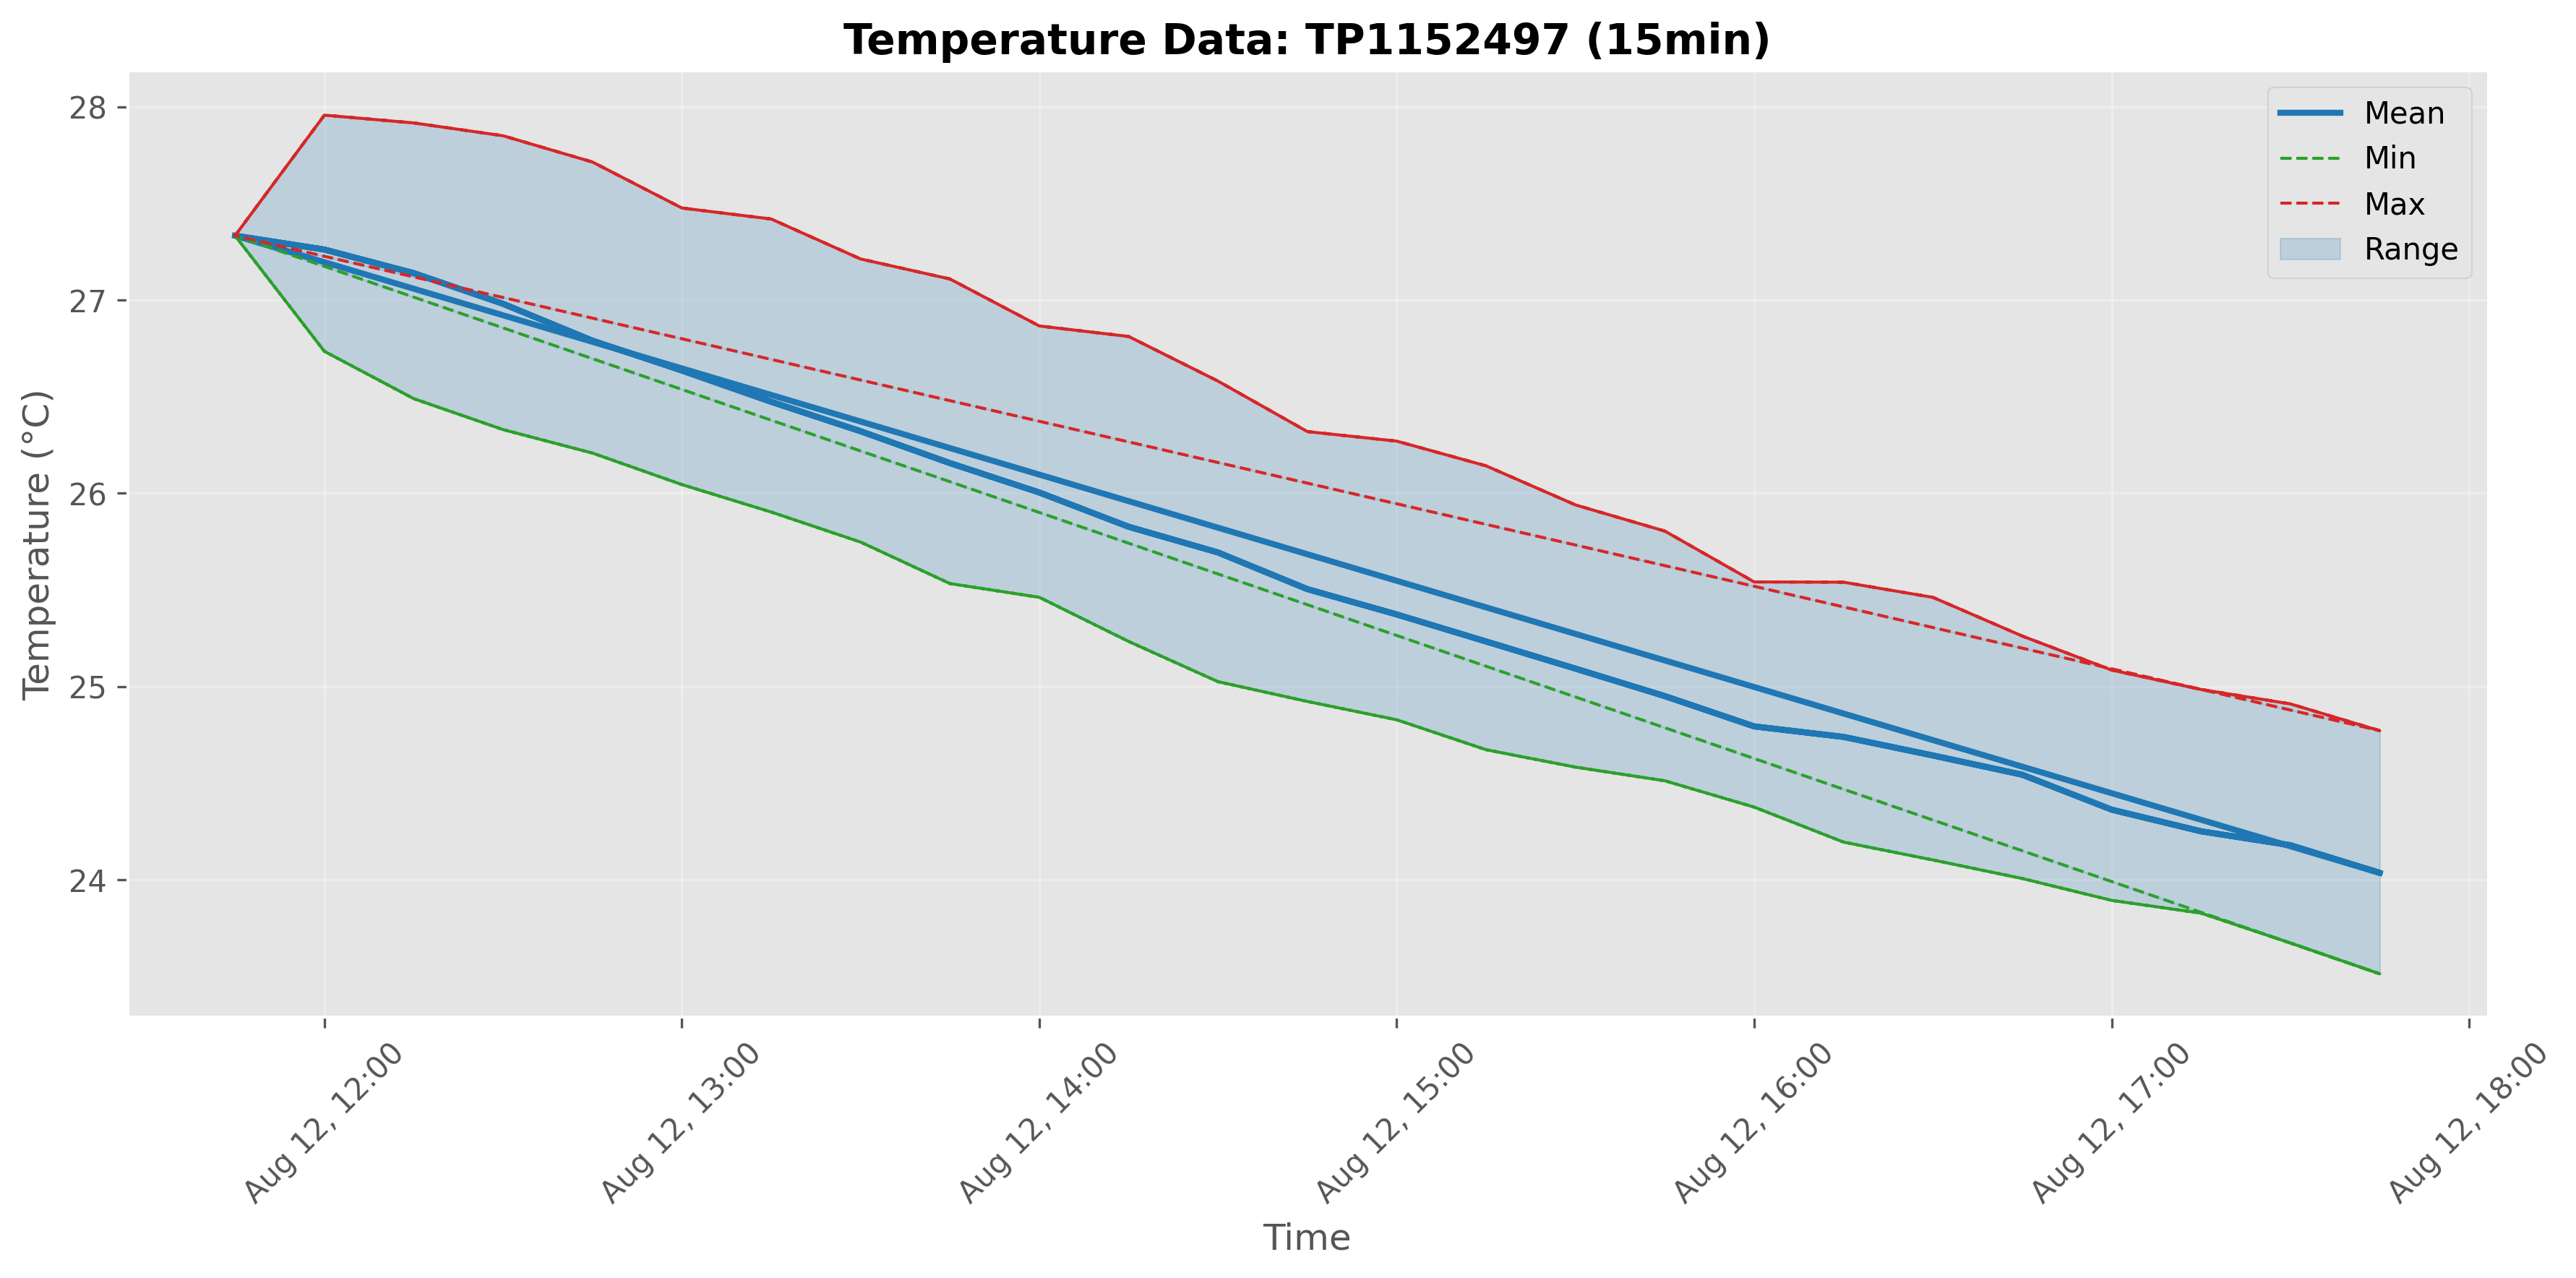 Temperature Data: TP1152497 (15min)
Mean
Min
Max
Range
Temperature (°C)
28
27
26
25
24
Aug 12, 12:00
Aug 12, 13:00
Aug 12, 14:00
Aug 12, 15:00
Aug 12, 16:00
Aug 12, 17:00
Aug 12, 18:00
Time